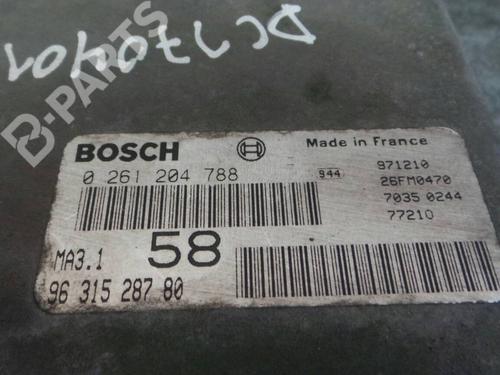 DC170401
B-PARTS
BOSCH
Made in France
0 261 204 788
944
971210
26FM0470
7035 0244
77210
MA3.1
58
96 315 287 80